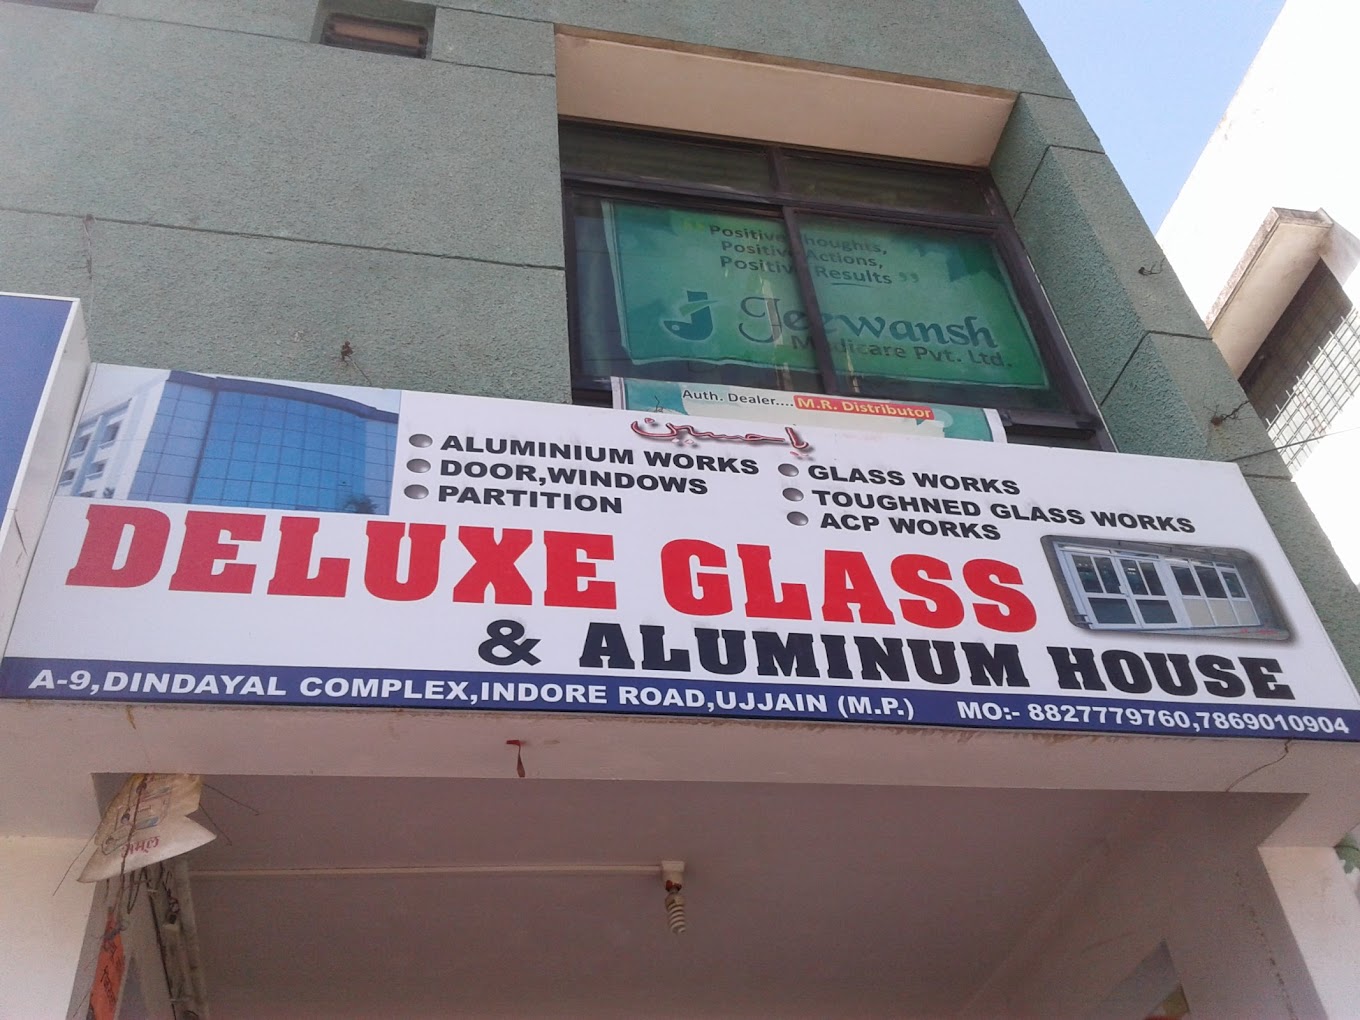 Positive Thoughts,
Positive Actions,
Positive Results ”
Jeewansh
Medicare Pvt. Ltd.
Auth. Dealer.... M.R. Distributor
یا حسین
ALUMINIUM WORKS
DOOR,WINDOWS
PARTITION
GLASS WORKS
TOUGHNED GLASS WORKS
ACP WORKS
DELUXE GLASS
& ALUMINUM HOUSE
A-9,DINDAYAL COMPLEX,INDORE ROAD,UJJAIN (M.P.) MO:- 8827779760,7869010904